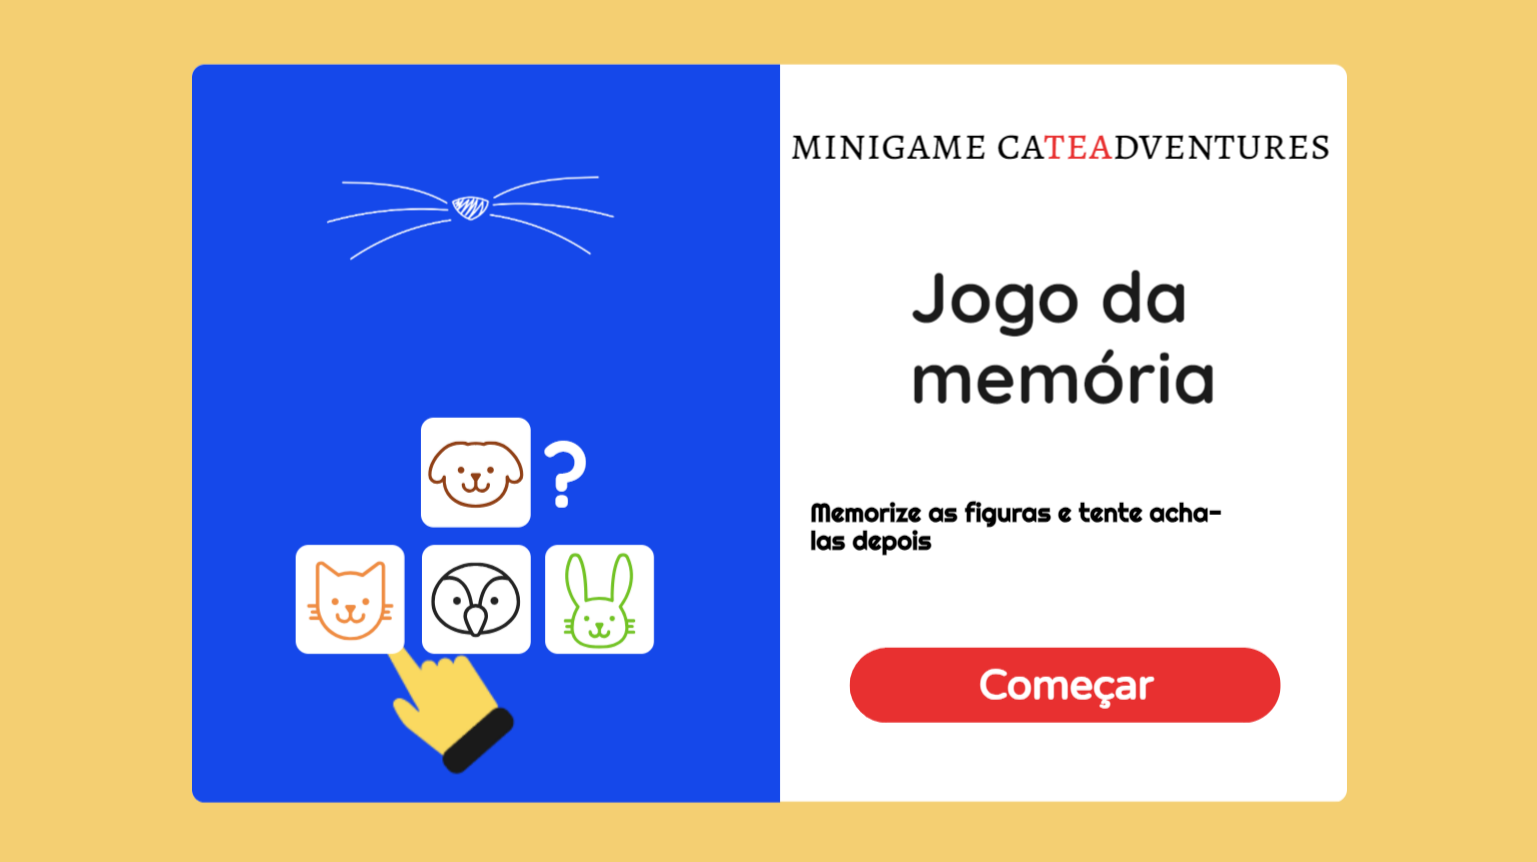 MINIGAME CATEADVENTURES
Jogo da
memória
?
Memorize as figuras e tente acha-
las depois
Começar